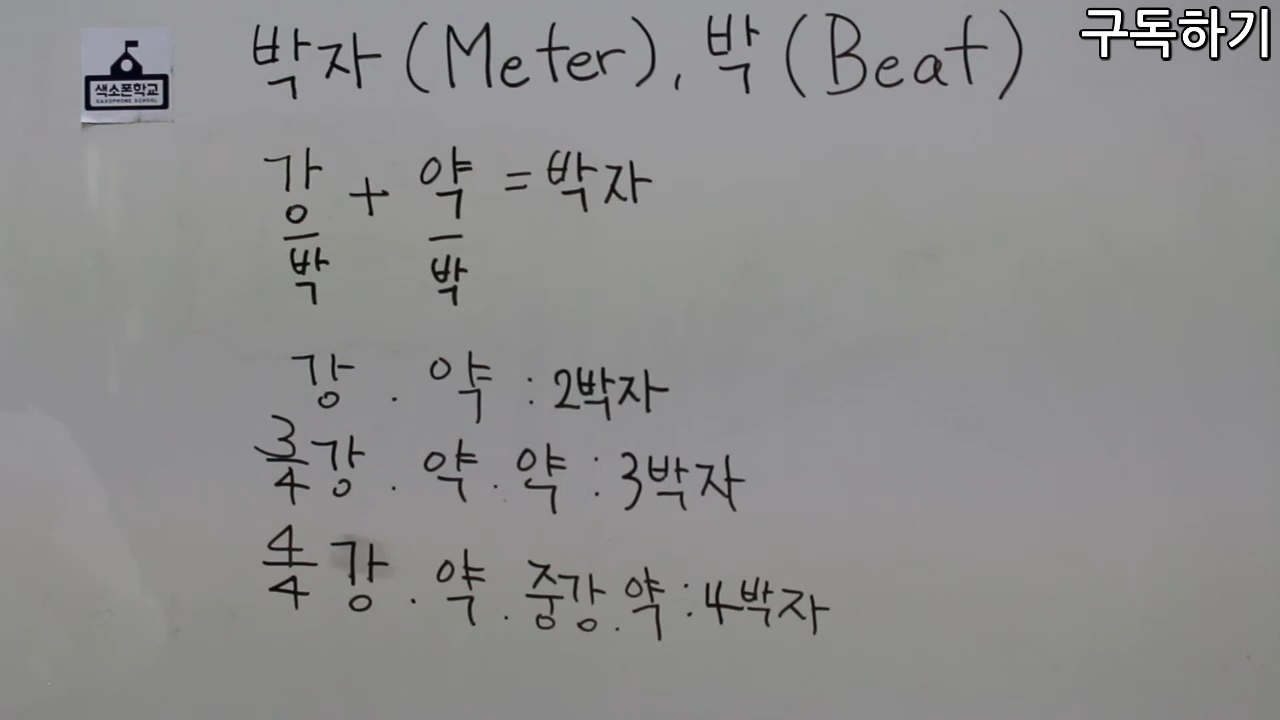 구독하기
색소폰학교
SAXOPHONE SCHOOL
박자(Meter), 박(Beat)
강 + 약 = 박자
박 박
강 . 약 : 2박자
3/4 강 . 약 . 약 : 3박자
4/4 강 . 약 . 중강 . 약 : 4박자